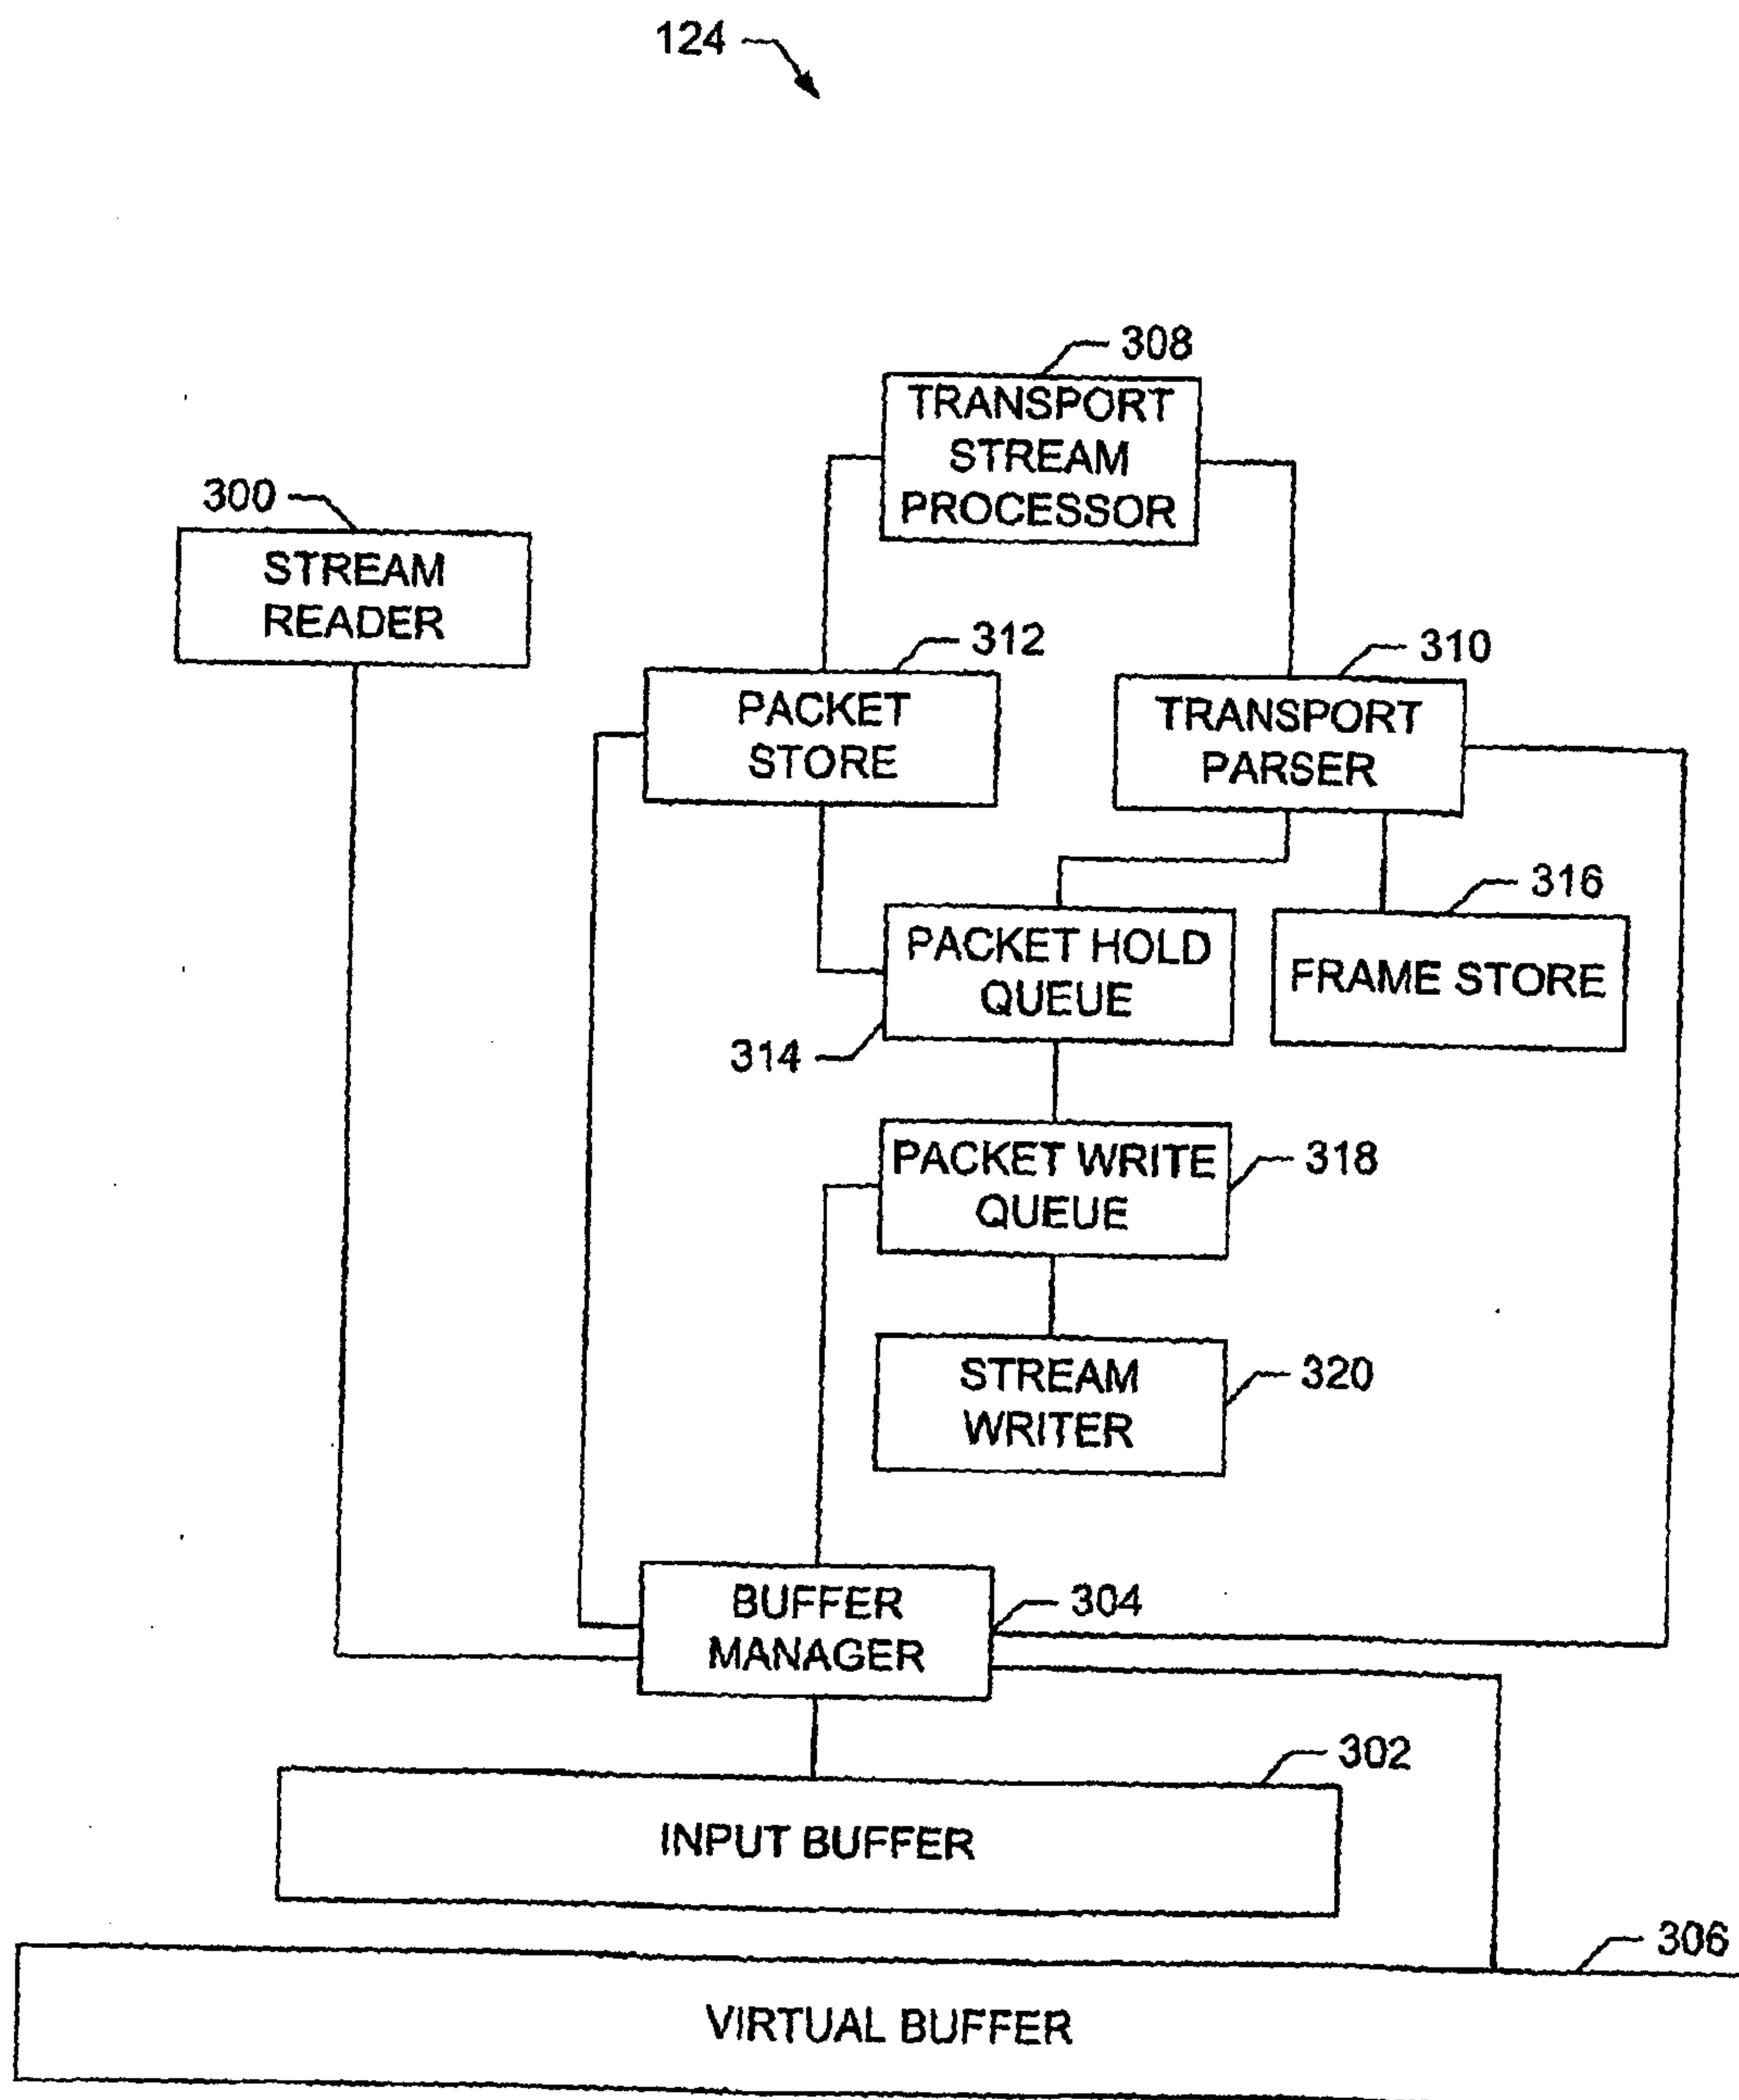 124
308
TRANSPORT
STREAM
PROCESSOR
300
STREAM
READER
312
PACKET
STORE
310
TRANSPORT
PARSER
316
PACKET HOLD
QUEUE
FRAME STORE
314
PACKET WRITE
QUEUE
318
STREAM
WRITER
320
BUFFER
MANAGER
304
302
INPUT BUFFER
306
VIRTUAL BUFFER